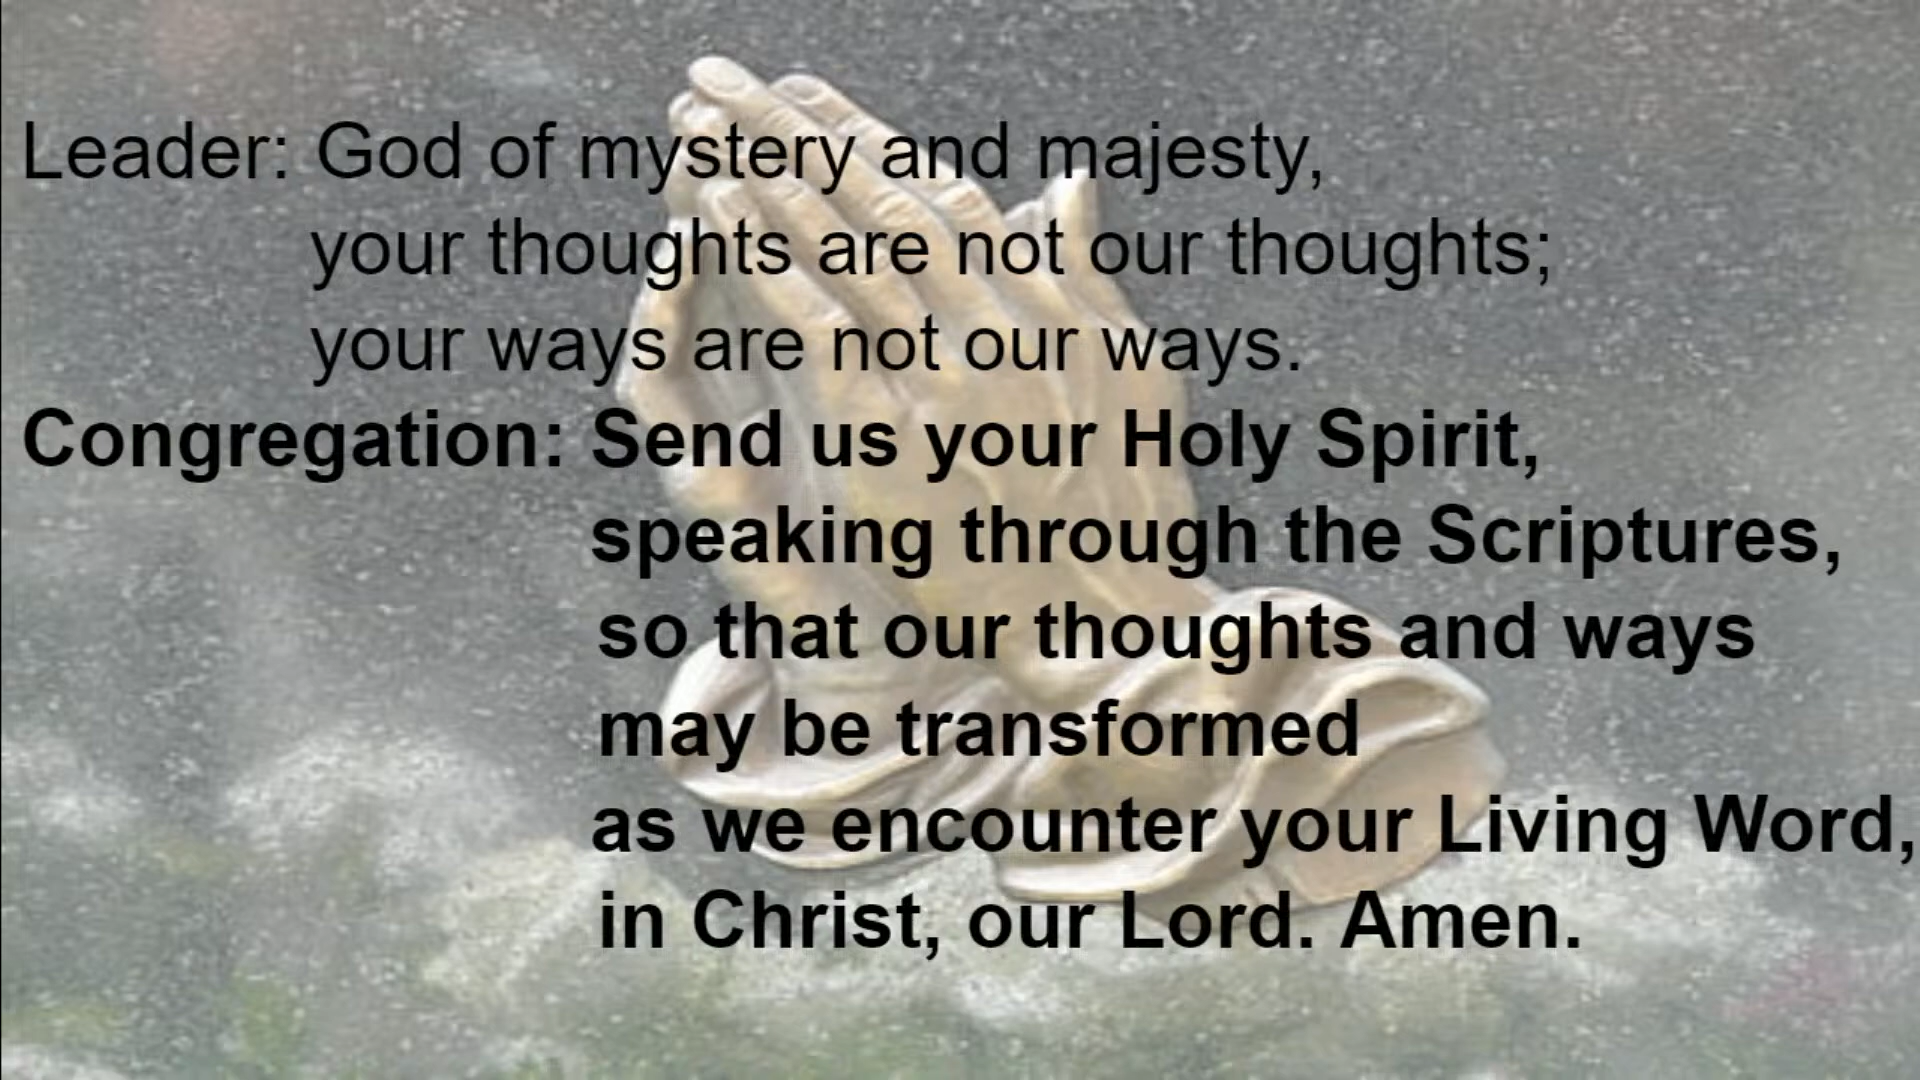 Leader: God of mystery and majesty,
your thoughts are not our thoughts;
your ways are not our ways.
Congregation: Send us your Holy Spirit,
speaking through the Scriptures,
so that our thoughts and ways
may be transformed
as we encounter your Living Word,
in Christ, our Lord. Amen.